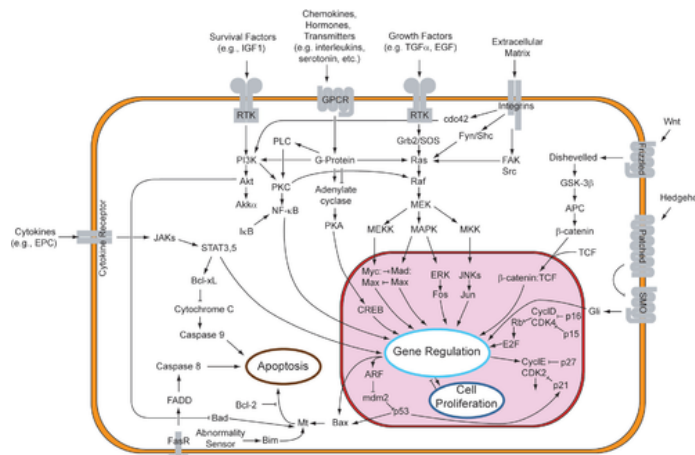 Chemokines,
Hormones,
Transmitters
(e.g. interleukins,
serotonin, etc.)
Survival Factors
(e.g., IGF1)
Growth Factors
(e.g. TGFα, EGF)
Extracellular
Matrix
RTK
GPCR
RTK
Integrins
cdc42
Wnt
Frizzled
Dishevelled
PLC
Grb2/SOS
Fyn/Shc
PI3K
G-Protein
Ras
FAK
Src
GSK-3β
Akt
PKC
Adenylate
cyclase
Raf
Akkα
MEK
APC
Hedgeho
NF-κB
PKA
IκB
MEKK
MAPK
MKK
β-catenin
Patched
Cytokines
(e.g., EPC)
Cytokine Receptor
JAKs
STAT3,5
TCF
Myc:
Mad:
Max
Max
ERK
Fos
JNKs
Jun
β-catenin:TCF
SMO
Bcl-xL
CREB
Gli
CyclD
p16
Rb
CDK4
p15
Cytochrome C
E2F
Caspase 9
Gene Regulation
CyclE
p27
CDK2
p21
Caspase 8
Apoptosis
ARF
FADD
Cell
Proliferation
mdm2
Bcl-2
p53
Bad
Mt
Bax
FasR
Abnormality
Sensor
Bim